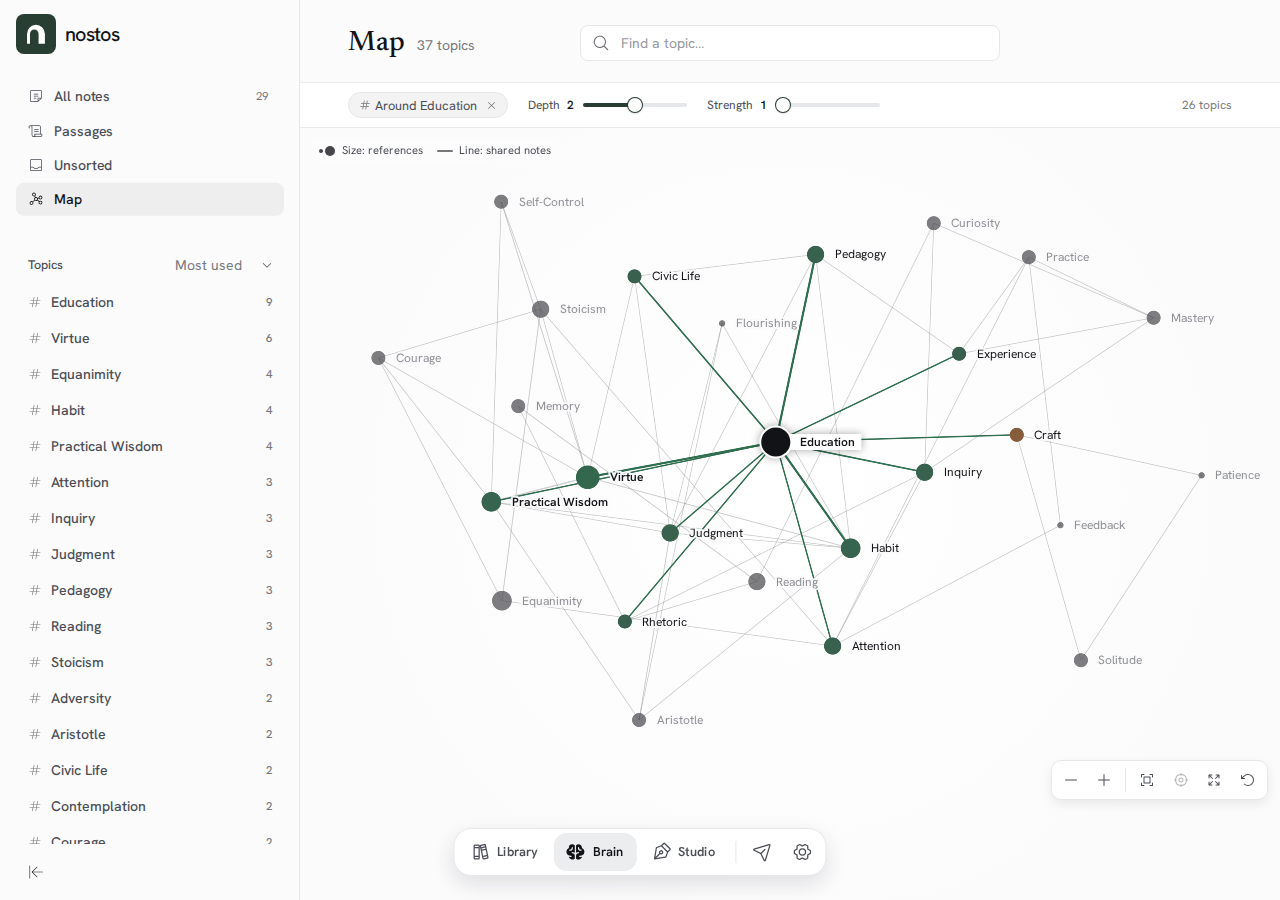 nostos
All notes 29
Passages
Unsorted
Map
Topics Most used
# Education 9
# Virtue 6
# Equanimity 4
# Habit 4
# Practical Wisdom 4
# Attention 3
# Inquiry 3
# Judgment 3
# Pedagogy 3
# Reading 3
# Stoicism 3
# Adversity 2
# Aristotle 2
# Civic Life 2
# Contemplation 2
# Courage 2
Map 37 topics
Find a topic...
# Around Education × Depth 2 Strength 1 26 topics
Size: references Line: shared notes
Self-Control
Curiosity
Pedagogy
Practice
Civic Life
Stoicism
Mastery
Flourishing
Experience
Courage
Memory
Craft
Education
Inquiry
Patience
Virtue
Practical Wisdom
Feedback
Judgment
Habit
Reading
Equanimity
Rhetoric
Attention
Solitude
Aristotle
Library Brain Studio